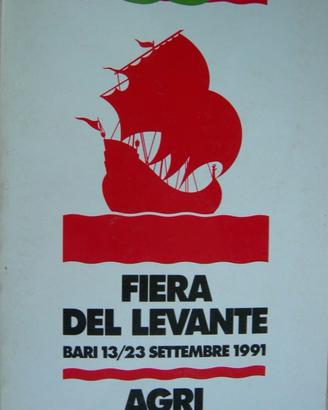 FIERA
DEL LEVANTE
BARI 13/23 SETTEMBRE 1991
AGRI